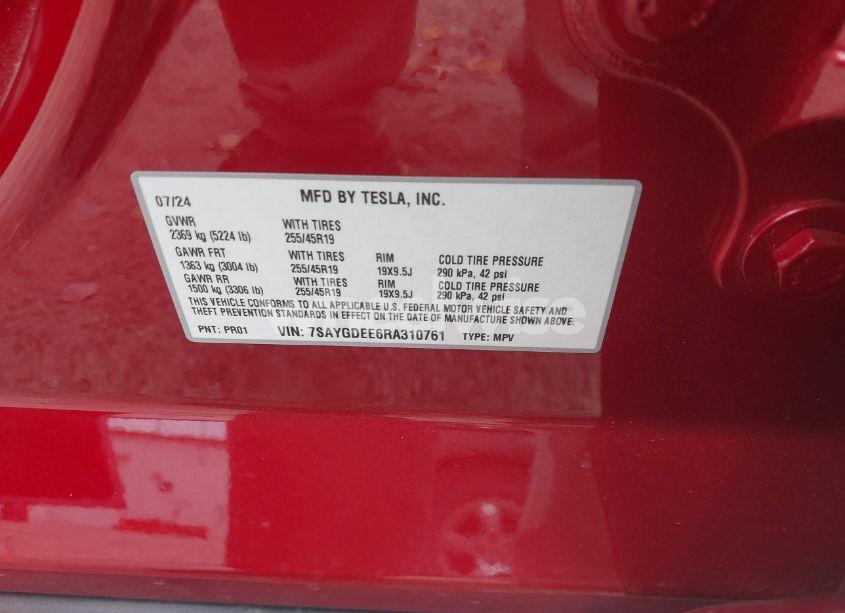 07/24 MFD BY TESLA, INC.
GVWR WITH TIRES
2369 kg (5224 lb) 255/45R19
GAWR FRT WITH TIRES RIM COLD TIRE PRESSURE
1363 kg (3004 lb) 255/45R19 19X9.5J 290 kPa, 42 psi
GAWR RR WITH TIRES RIM COLD TIRE PRESSURE
1500 kg (3306 lb) 255/45R19 19X9.5J 290 kPa, 42 psi
THIS VEHICLE CONFORMS TO ALL APPLICABLE U.S. FEDERAL MOTOR VEHICLE SAFETY AND
THEFT PREVENTION STANDARDS IN EFFECT ON THE DATE OF MANUFACTURE SHOWN ABOVE.
PNT: PR01 VIN: 7SAYGDEE6RA310761 TYPE: MPV